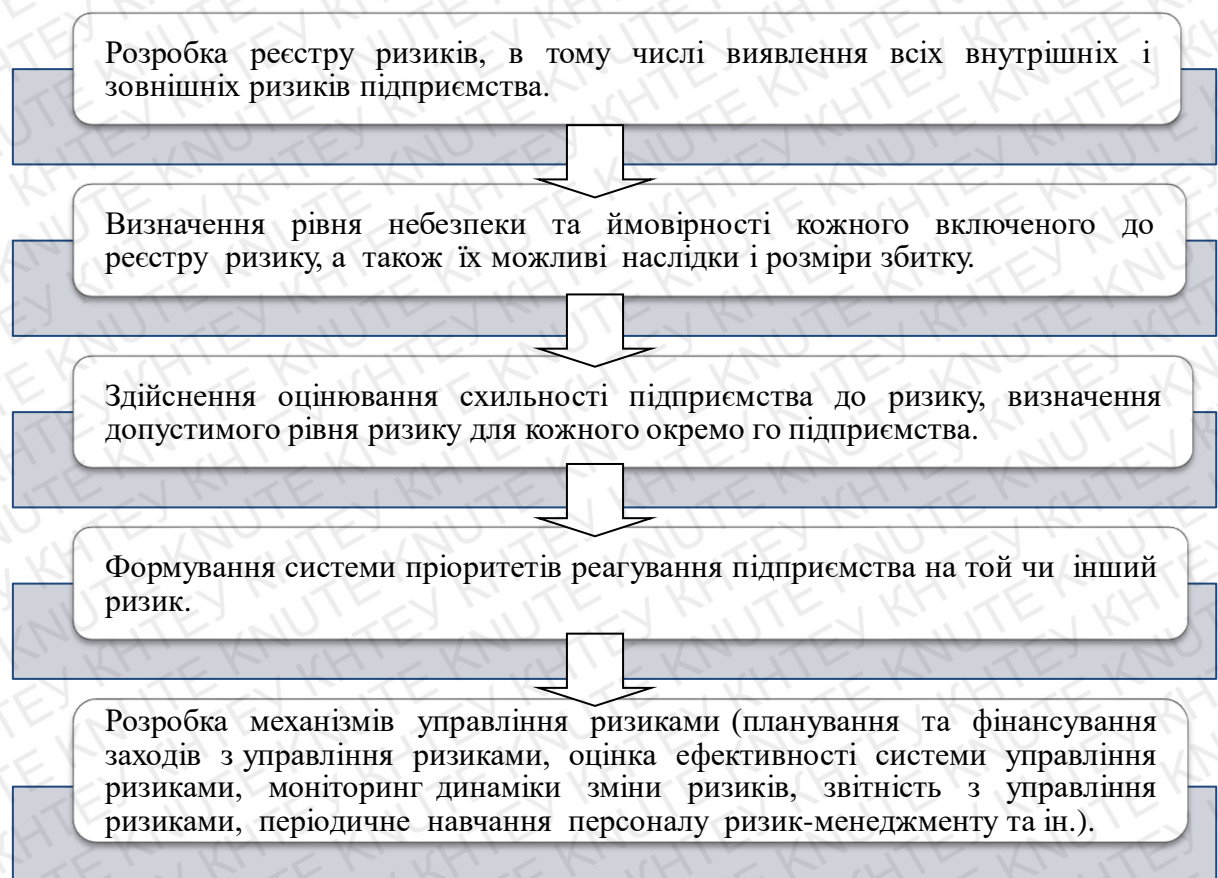 Розробка реєстру ризиків, в тому числі виявлення всіх внутрішніх і
зовнішніх ризиків підприємства.
Визначення рівня небезпеки та ймовірності кожного включеного до
реєстру ризику, а також їх можливі наслідки і розміри збитку.
Здійснення оцінювання схильності підприємства до ризику, визначення
допустимого рівня ризику для кожного окремо го підприємства.
Формування системи пріоритетів реагування підприємства на той чи інший
ризик.
Розробка механізмів управління ризиками (планування та фінансування
заходів з управління ризиками, оцінка ефективності системи управління
ризиками, моніторинг динаміки зміни ризиків, звітність з управління
ризиками, періодичне навчання персоналу ризик-менеджменту та ін.).